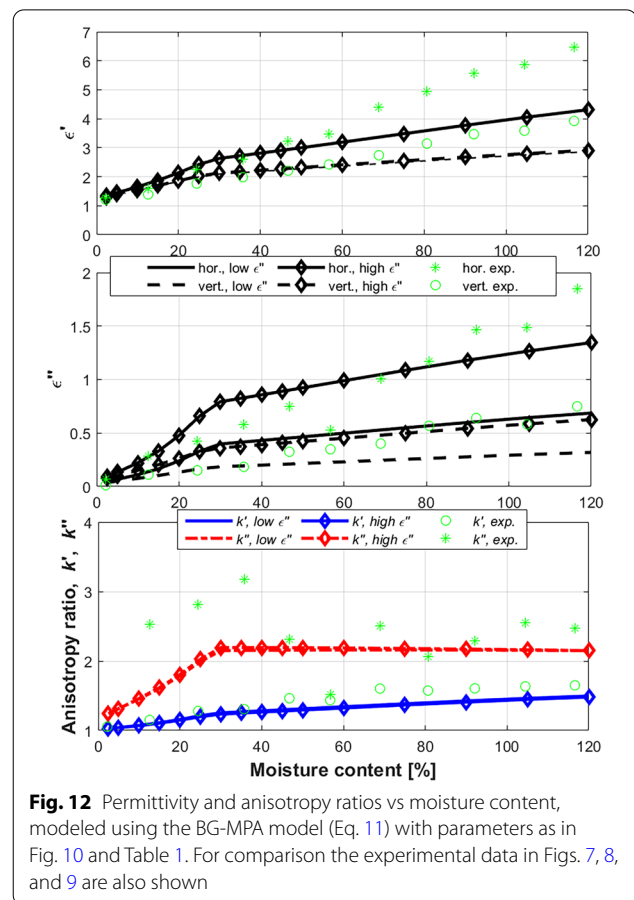 7
6
5
4
3
2
1
0
ϵ'
0 20 40 60 80 100 120
hor., low ϵ" hor., high ϵ" hor. exp.
vert., low ϵ" vert., high ϵ" vert. exp.
2
1.5
1
0.5
0
ϵ"
0 20 40 60 80 100 120
k', low ϵ" k', high ϵ" k', exp.
k", low ϵ" k", high ϵ" k", exp.
4
3
2
1
Anisotropy ratio, k', k"
0 20 40 60 80 100 120
Moisture content [%]
Fig. 12 Permittivity and anisotropy ratios vs moisture content,
modeled using the BG-MPA model (Eq. 11) with parameters as in
Fig. 10 and Table 1. For comparison the experimental data in Figs. 7, 8,
and 9 are also shown